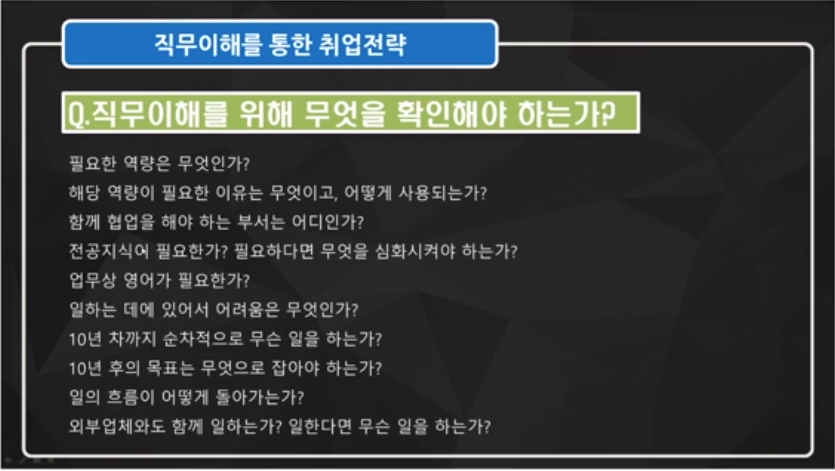 직무이해를 통한 취업전략
Q.직무이해를 위해 무엇을 확인해야 하는가?
필요한 역량은 무엇인가?
해당 역량이 필요한 이유는 무엇이고, 어떻게 사용되는가?
함께 협업을 해야 하는 부서는 어디인가?
전공지식이 필요한가? 필요하다면 무엇을 심화시켜야 하는가?
업무상 영어가 필요한가?
일하는 데에 있어서 어려움은 무엇인가?
10년 차까지 순차적으로 무슨 일을 하는가?
10년 후의 목표는 무엇으로 잡아야 하는가?
일의 흐름이 어떻게 돌아가는가?
외부업체와도 함께 일하는가? 일한다면 무슨 일을 하는가?